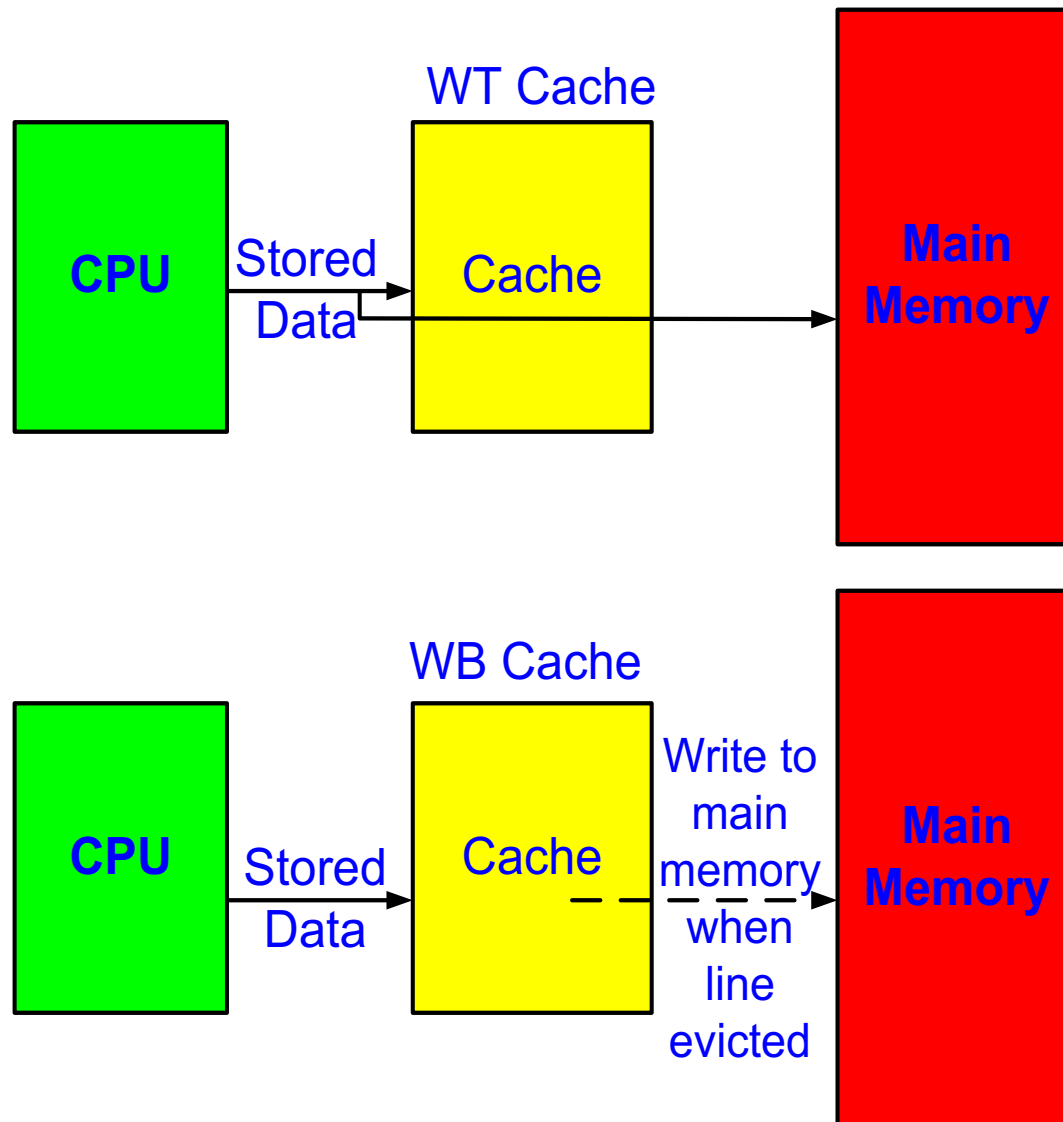 WT Cache
CPU
Stored
Data
Cache
Main
Memory
WB Cache
CPU
Stored
Data
Cache
Write to
main
memory
when
line
evicted
Main
Memory